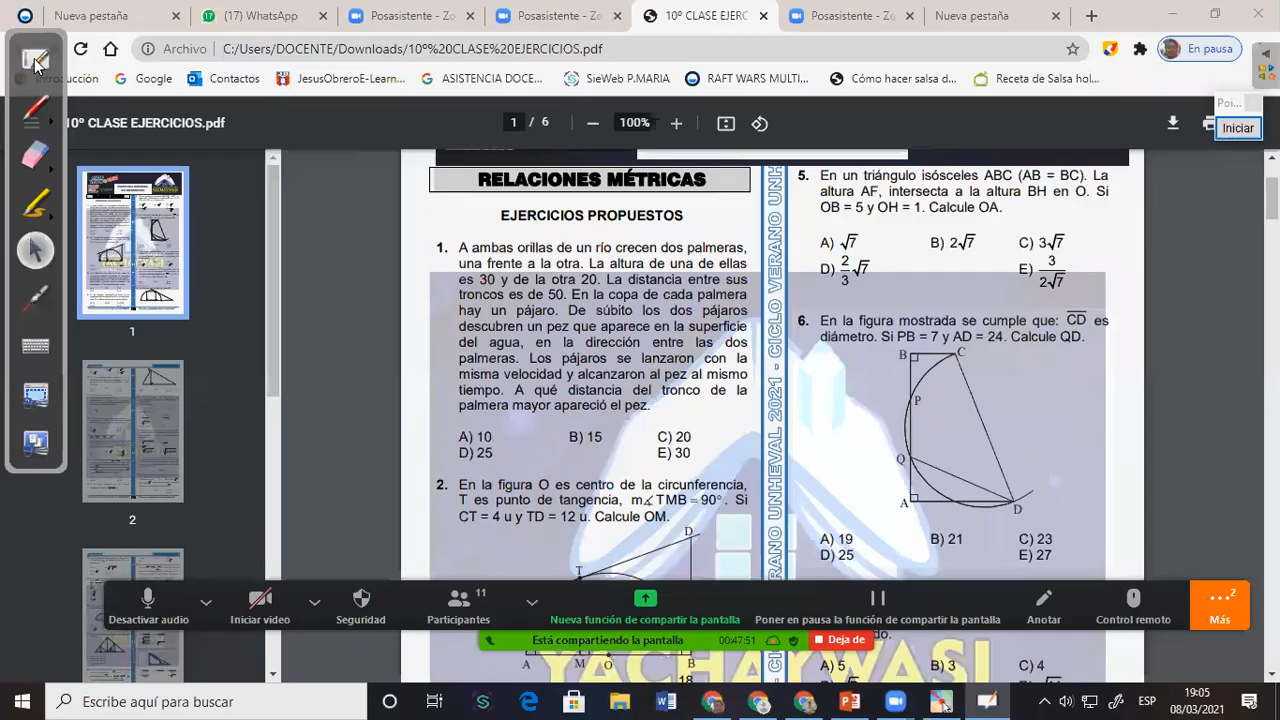 Nueva pestaña
(17) WhatsApp
Posasistente - Zo
Posasistente - Zo
10º CLASE EJERC
Posasistente - Zo
Nueva pestaña
Archivo
C:/Users/DOCENTE/Downloads/10º%20CLASE%20EJERCICIOS.pdf
En pausa
Introducción
Google
Contactos
JesusObreroE-Learn...
ASISTENCIA DOCE...
SieWeb P.MARIA
RAFT WARS MULTI...
Cómo hacer salsa d...
Receta de Salsa hol...
Poi...
Iniciar
10º CLASE EJERCICIOS.pdf
1 / 6
100%
1
2
RELACIONES MÉTRICAS
EJERCICIOS PROPUESTOS
1. A ambas orillas de un río crecen dos palmeras,
una frente a la otra. La altura de una de ellas
es 30 y de la otra 20. La distancia entre sus
troncos es de 50. En la copa de cada palmera
hay un pájaro. De súbito los dos pájaros
descubren un pez que aparece en la superficie
del agua, en la dirección entre las dos
palmeras. Los pájaros se lanzaron con la
misma velocidad y alcanzaron al pez al mismo
tiempo. A qué distancia del tronco de la
palmera mayor apareció el pez.
A) 10 B) 15 C) 20
D) 25 E) 30
2. En la figura O es centro de la circunferencia,
T es punto de tangencia, m∡TMB = 90°. Si
CT = 4 u y TD = 12 u. Calcule OM.
D
T
A M O B
18
CICLO VERANO UNHEVAL 2021 - CICLO VERANO UNH
5. En un triángulo isósceles ABC (AB = BC). La
altura AF, intersecta a la altura BH en O. Si
OB = 5 y OH = 1. Calcule OA.
A) √7 B) 2√7 C) 3√7
D) 2/3 √7 E) 3/2√7
6. En la figura mostrada se cumple que: CD es
diámetro. Si PB = 7 y AD = 24. Calcule QD.
B C
P
Q
A D
A) 19 B) 21 C) 23
D) 25 E) 27
A) 5 B) 3 C) 4
YACHAYWASI
Desactivar audio
Iniciar video
Seguridad
11
Participantes
Nueva función de compartir la pantalla
Poner en pausa la función de compartir la pantalla
Anotar
Control remoto
2
Más
Está compartiendo la pantalla
00:47:51
Deja de
Escribe aquí para buscar
ESP
19:05
08/03/2021